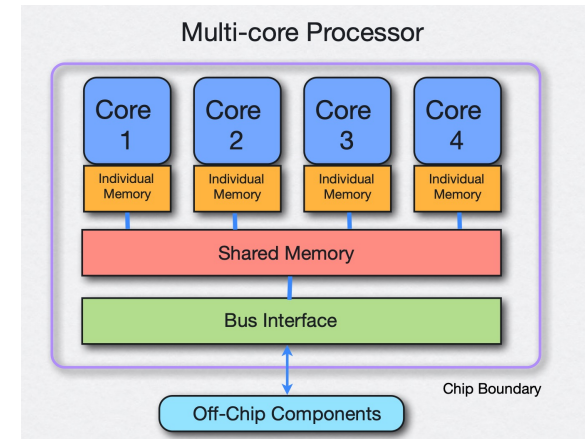 Multi-core Processor
Core Core Core Core
1 2 3 4
Individual Individual Individual Individual
Memory Memory Memory Memory
Shared Memory
Bus Interface
Chip Boundary
Off-Chip Components